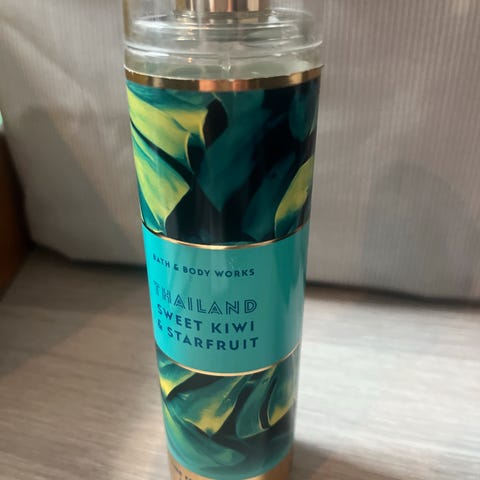 BATH & BODY WORKS
THAILAND
SWEET KIWI
& STARFRUIT